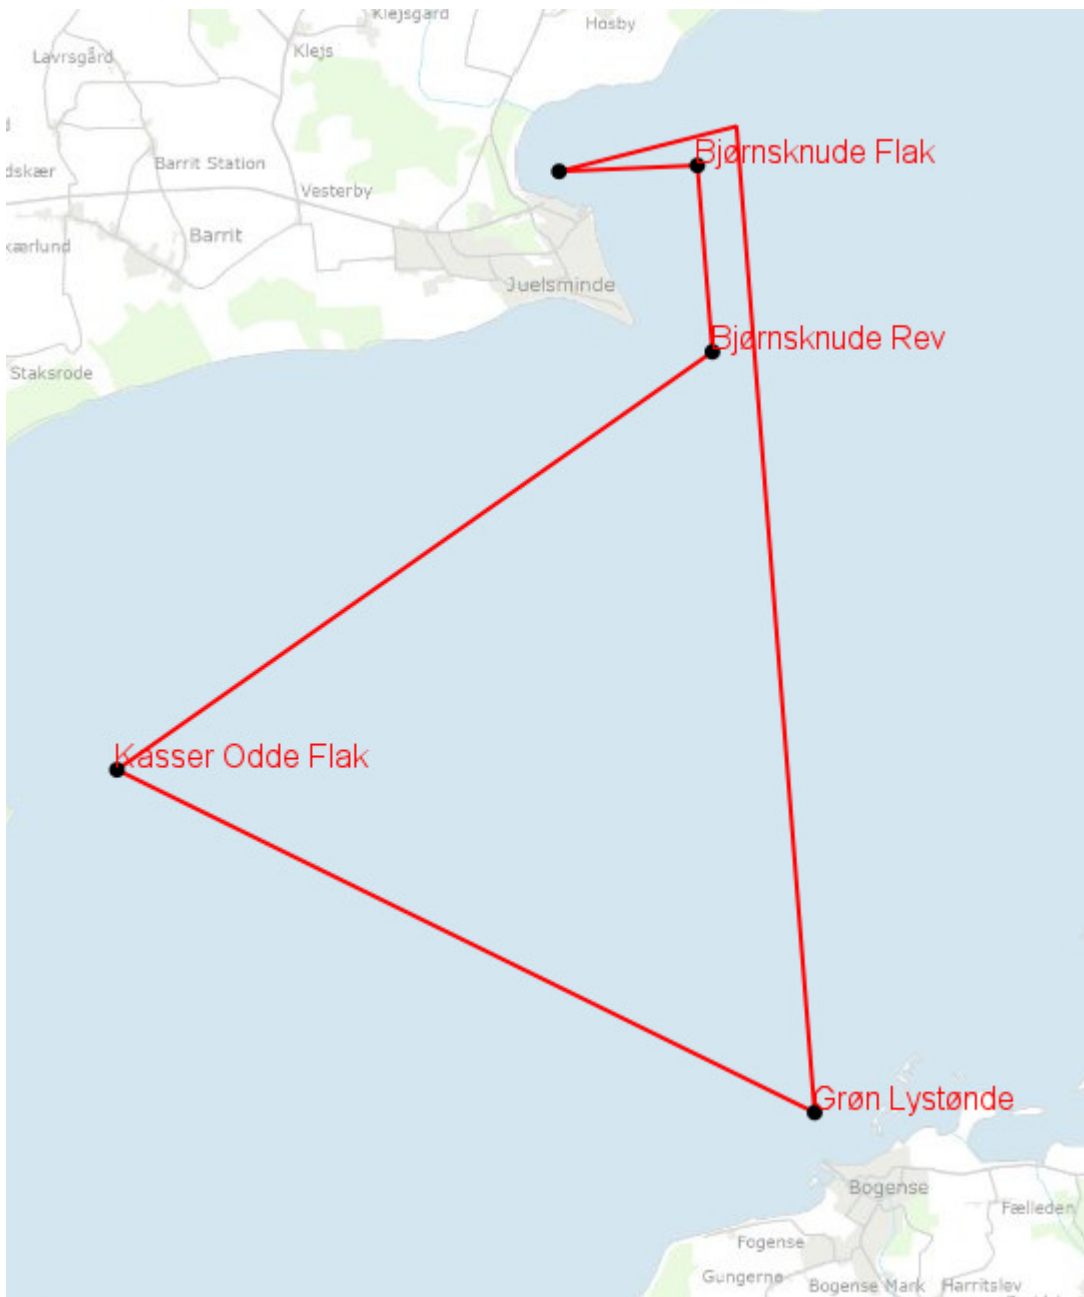 Klejsgård
Hosby
Klejs
Lavrsgård
Bjørnsknude Flak
Barrit Station
dskær
Vesterby
Barrit
kærlund
Juelsminde
Bjørnsknude Rev
Staksrode
Kasser Odde Flak
Grøn Lystønde
Bogense
Fælleden
Fogense
Gungerne
Bogense Mark
Harritslev